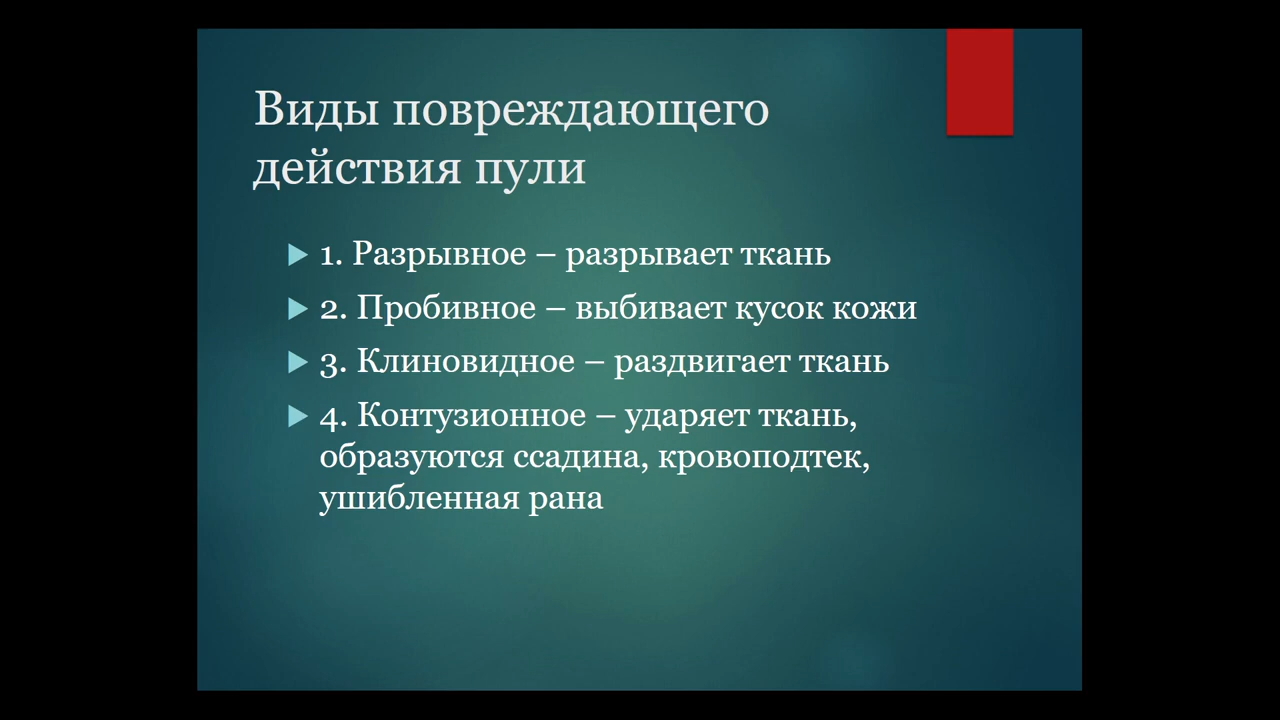 Виды повреждающего
действия пули
1. Разрывное – разрывает ткань
2. Пробивное – выбивает кусок кожи
3. Клиновидное – раздвигает ткань
4. Контузионное – ударяет ткань,
образуются ссадина, кровоподтек,
ушибленная рана